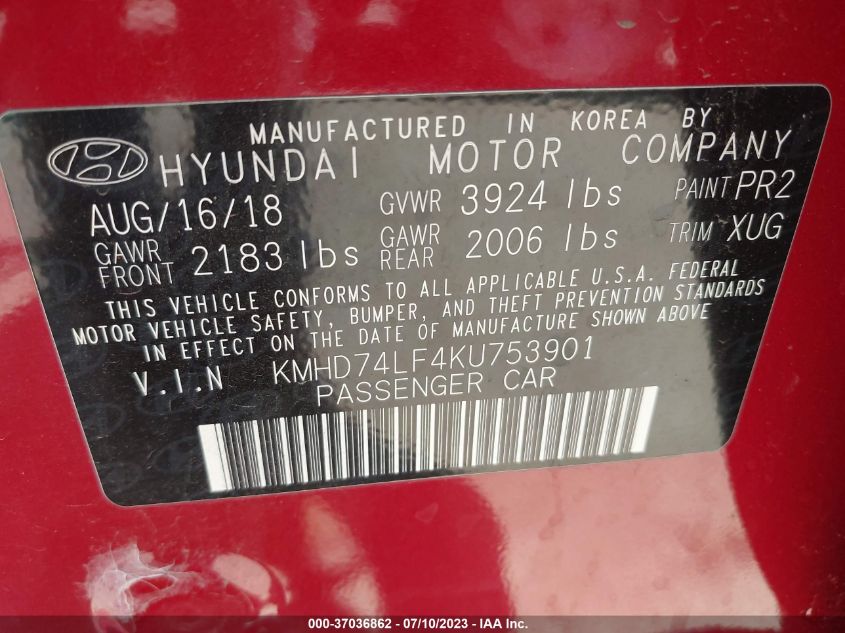 MANUFACTURED IN KOREA BY
HYUNDAI MOTOR COMPANY
AUG/16/18 GVWR 3924 lbs PAINT PR2
GAWR FRONT 2183 lbs GAWR REAR 2006 lbs TRIM XUG
THIS VEHICLE CONFORMS TO ALL APPLICABLE U.S.A. FEDERAL
MOTOR VEHICLE SAFETY, BUMPER, AND THEFT PREVENTION STANDARDS
IN EFFECT ON THE DATE OF MANUFACTURE SHOWN ABOVE
V.I.N KMHD74LF4KU753901
PASSENGER CAR
000-37036862 - 07/10/2023 - IAA Inc.